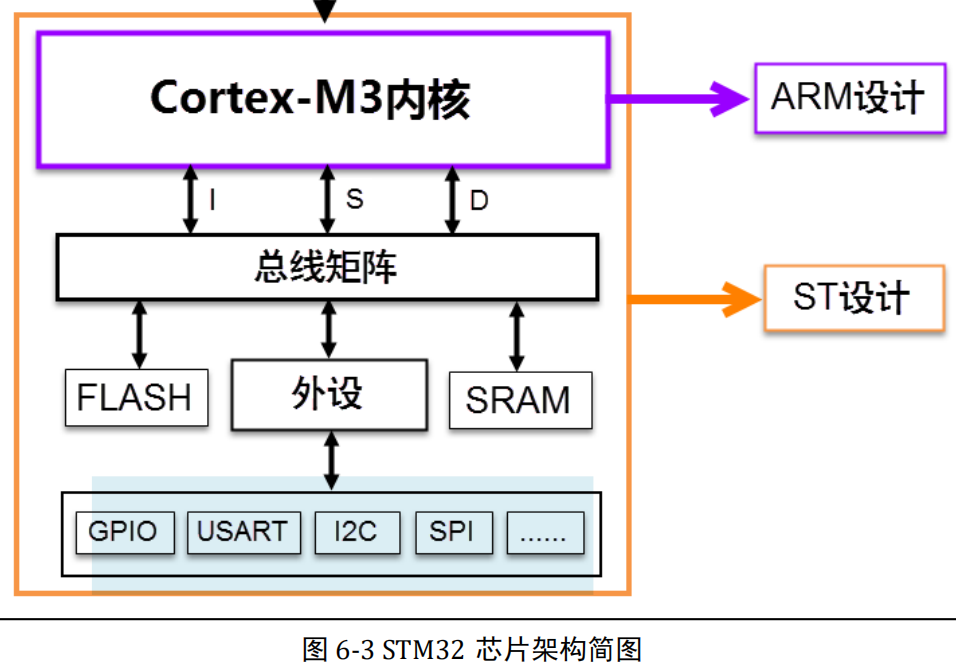 Cortex-M3内核
ARM设计
I
S
D
总线矩阵
ST设计
FLASH
外设
SRAM
GPIO
USART
I2C
SPI
......
图 6-3 STM32 芯片架构简图